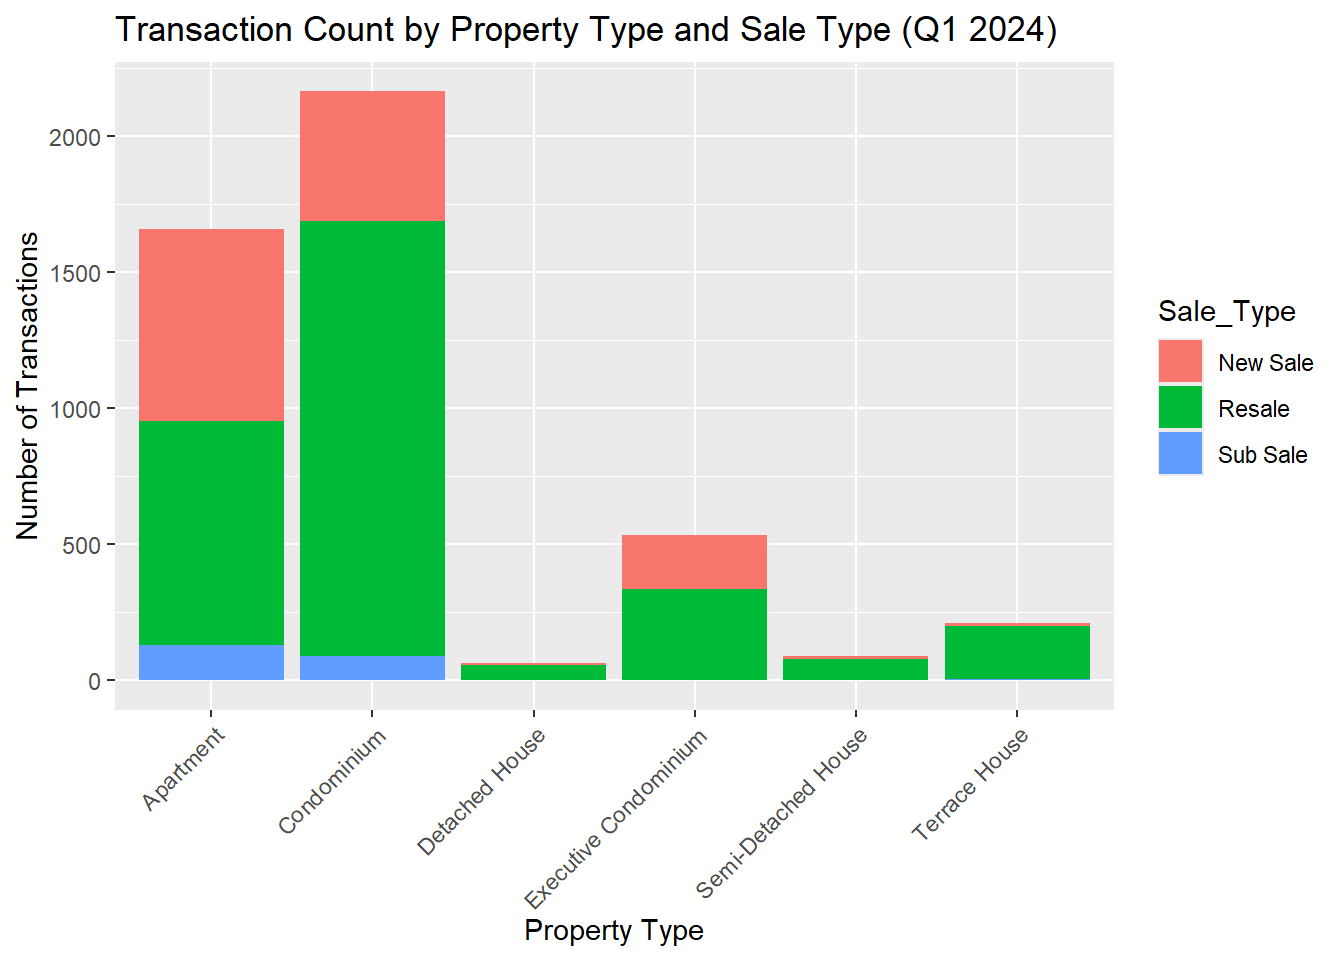 Transaction Count by Property Type and Sale Type (Q1 2024)
Number of Transactions
2000
1500
1000
500
0
Apartment
Condominium
Detached House
Executive Condominium
Semi-Detached House
Terrace House
Property Type
Sale_Type
New Sale
Resale
Sub Sale